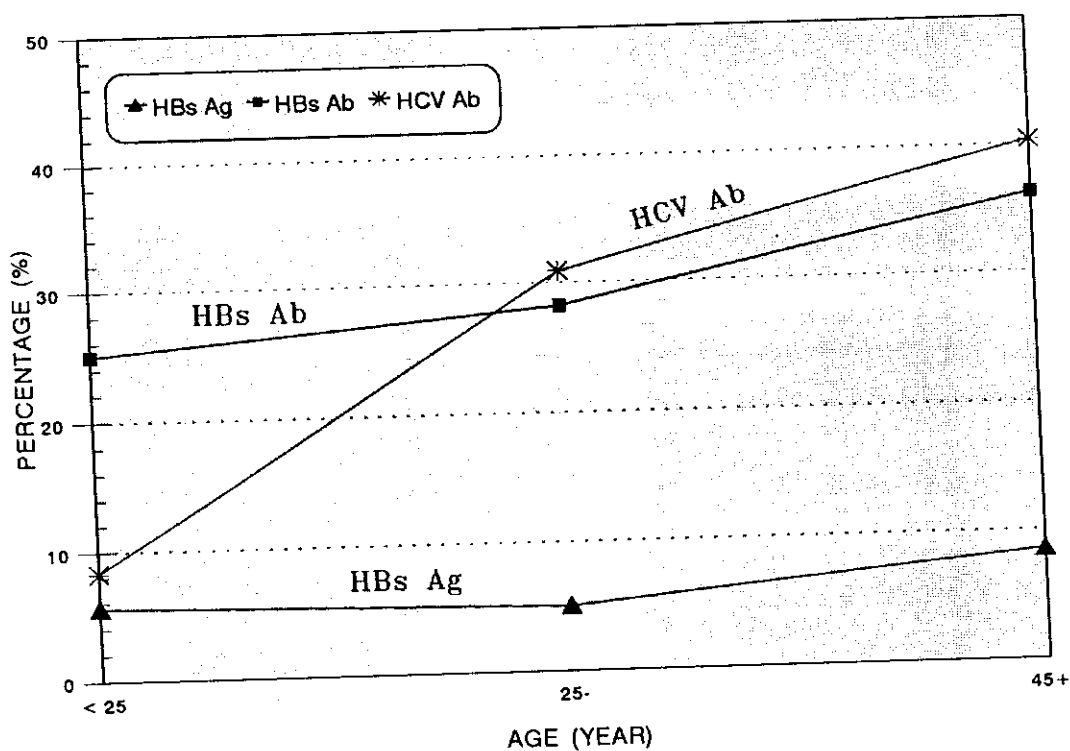 50
HBs Ag HBs Ab HCV Ab
40
HCV Ab
PERCENTAGE (%)
30
HBs Ab
20
10
HBs Ag
0
< 25 25- 45+
AGE (YEAR)